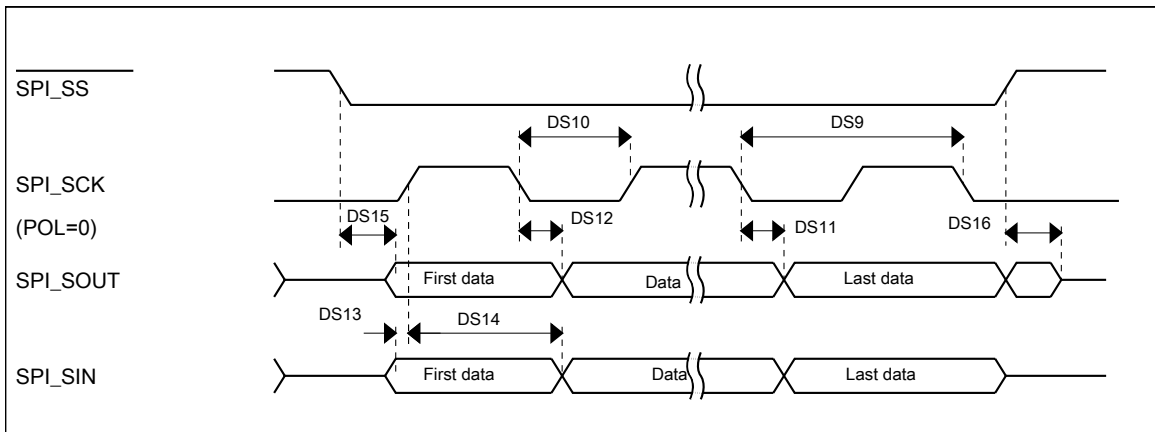 SPI_SS
DS10
DS9
SPI_SCK
(POL=0)
DS15
DS12
DS11
DS16
SPI_SOUT
First data
Data
Last data
DS13
DS14
SPI_SIN
First data
Data
Last data